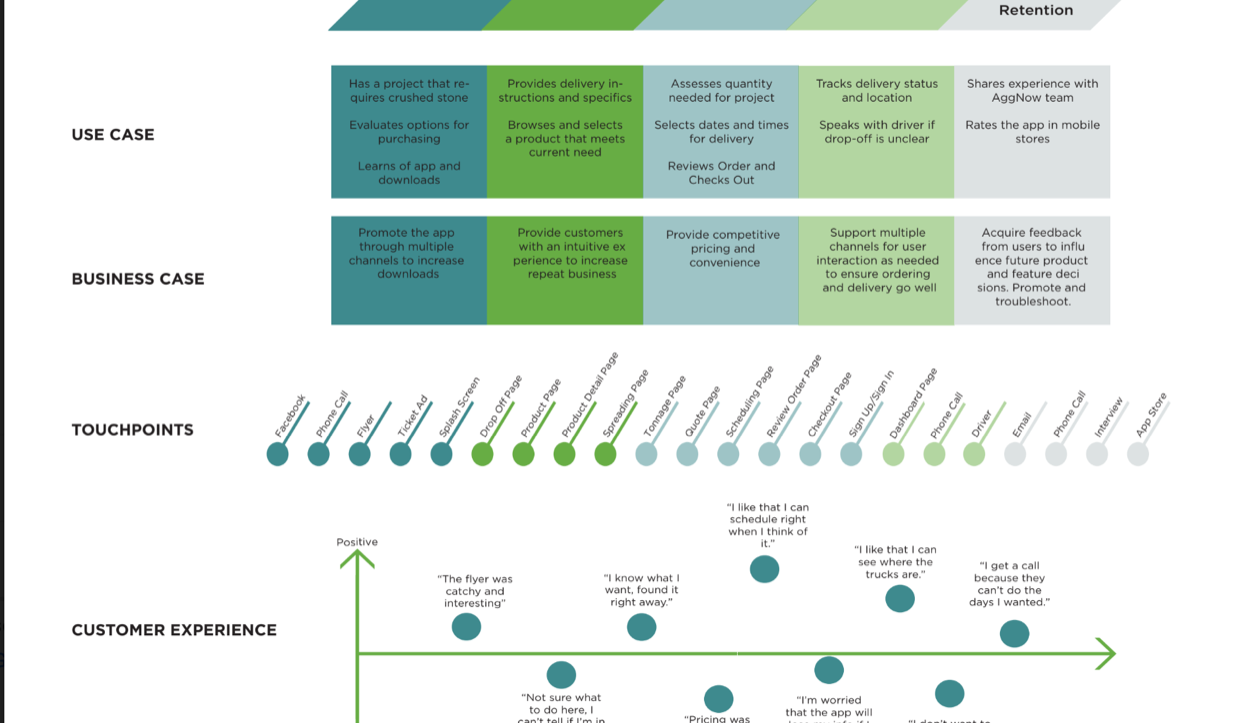 Retention
USE CASE
Has a project that re-
quires crushed stone
Evaluates options for
purchasing
Learns of app and
downloads
Provides delivery in-
structions and specifics
Browses and selects
a product that meets
current need
Assesses quantity
needed for project
Selects dates and times
for delivery
Reviews Order and
Checks Out
Tracks delivery status
and location
Speaks with driver if
drop-off is unclear
Shares experience with
AggNow team
Rates the app in mobile
stores
BUSINESS CASE
Promote the app
through multiple
channels to increase
downloads
Provide customers
with an intuitive ex
perience to increase
repeat business
Provide competitive
pricing and
convenience
Support multiple
channels for user
interaction as needed
to ensure ordering
and delivery go well
Acquire feedback
from users to influ
ence future product
and feature deci
sions. Promote and
troubleshoot.
TOUCHPOINTS
Facebook
Phone Call
Flyer
Ticket Ad
Splash Screen
Drop Off Page
Product Page
Product Detail Page
Spreading Page
Tonnage Page
Quote Page
Scheduling Page
Review Order Page
Checkout Page
Sign Up/Sign In
Dashboard Page
Phone Call
Driver
Email
Phone Call
Interview
App Store
CUSTOMER EXPERIENCE
Positive
"The flyer was
catchy and
interesting"
"Not sure what
to do here, I
can't tell if I'm in
"I know what I
want, found it
right away."
"Pricing was
"I like that I can
schedule right
when I think of
it."
"I'm worried
that the app will
"I like that I can
see where the
trucks are."
"I don't want to
"I get a call
because they
can't do the
days I wanted."